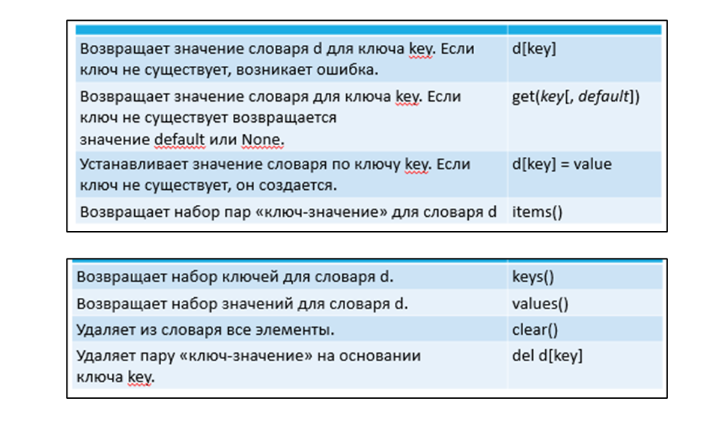 Возвращает значение словаря d для ключа key. Если d[key]
ключ не существует, возникает ошибка.
Возвращает значение словаря для ключа key. Если get(key[, default])
ключ не существует возвращается
значение default или None.
Устанавливает значение словаря по ключу key. Если d[key] = value
ключ не существует, он создается.
Возвращает набор пар «ключ-значение» для словаря d items()
Возвращает набор ключей для словаря d. keys()
Возвращает набор значений для словаря d. values()
Удаляет из словаря все элементы. clear()
Удаляет пару «ключ-значение» на основании del d[key]
ключа key.